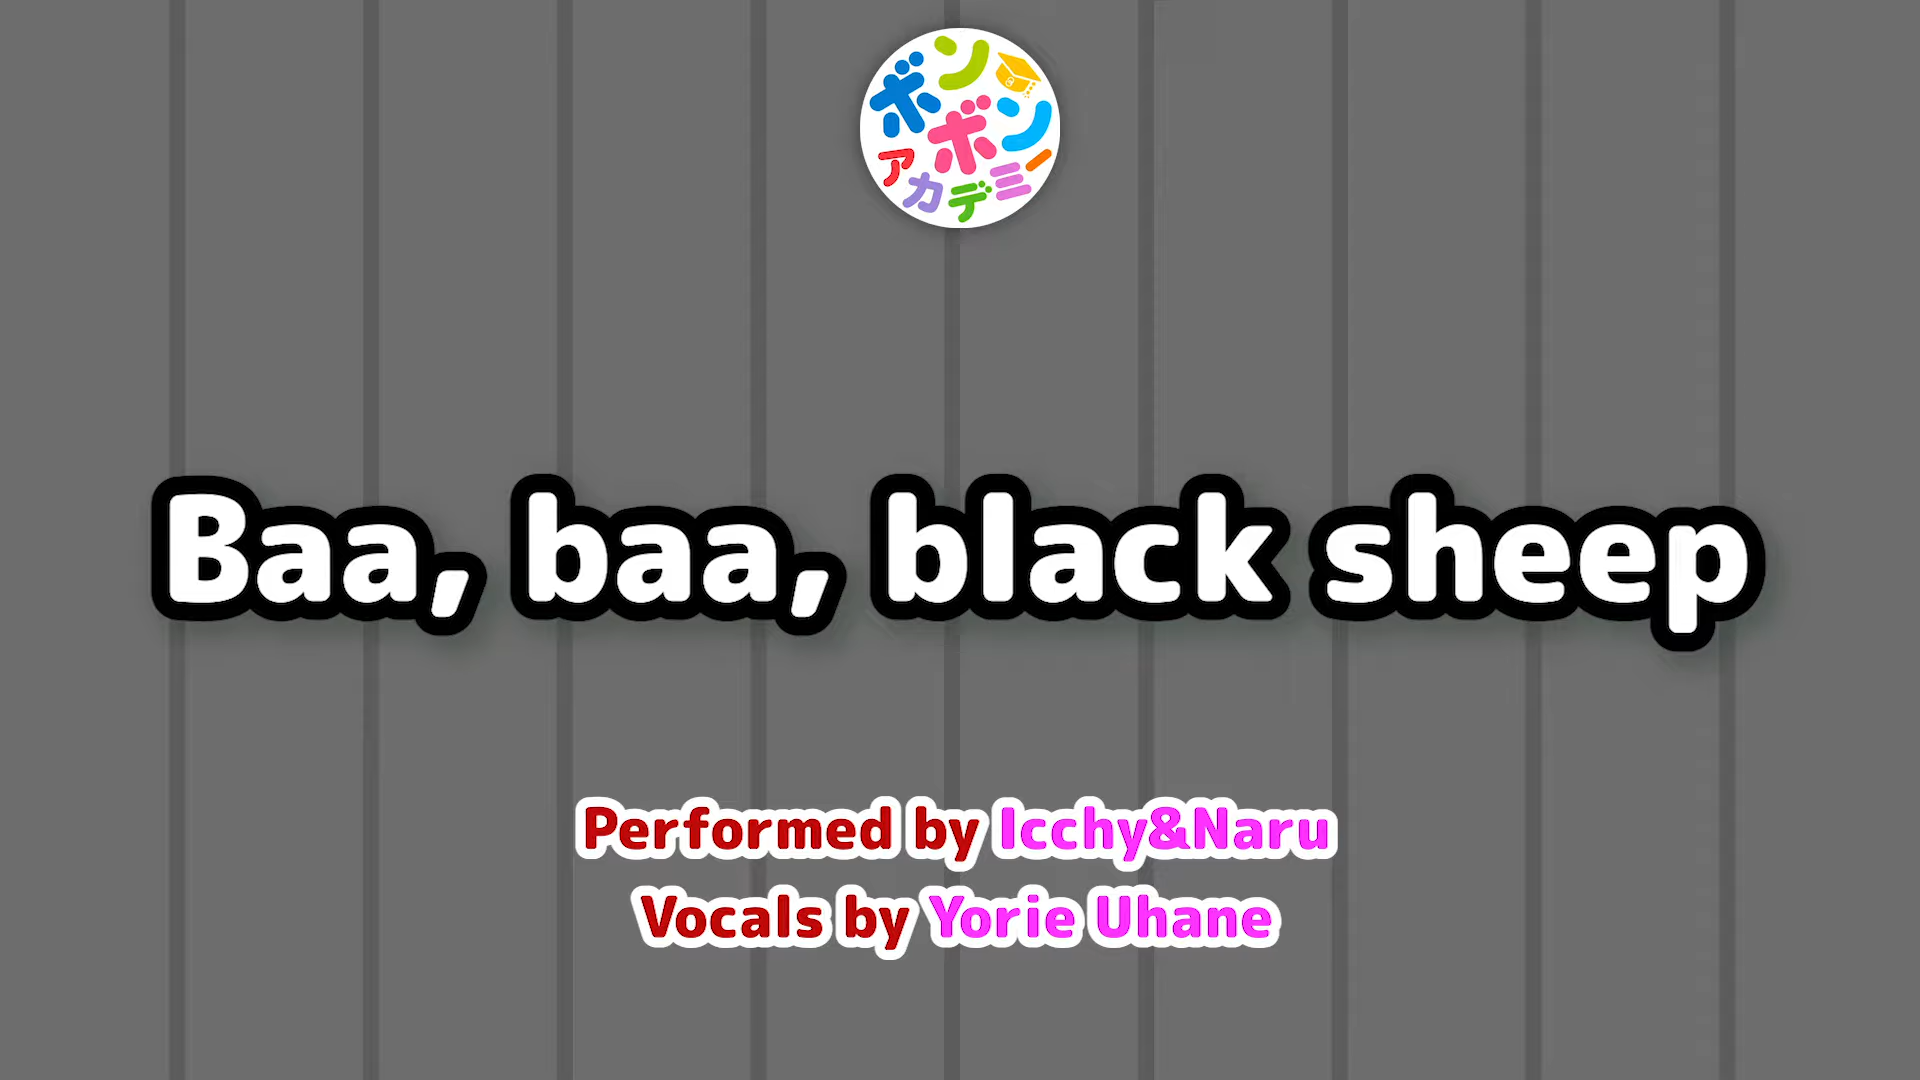 ボンボン
アカデミー
Baa, baa, black sheep
Performed by Icchy&Naru
Vocals by Yorie Uhane